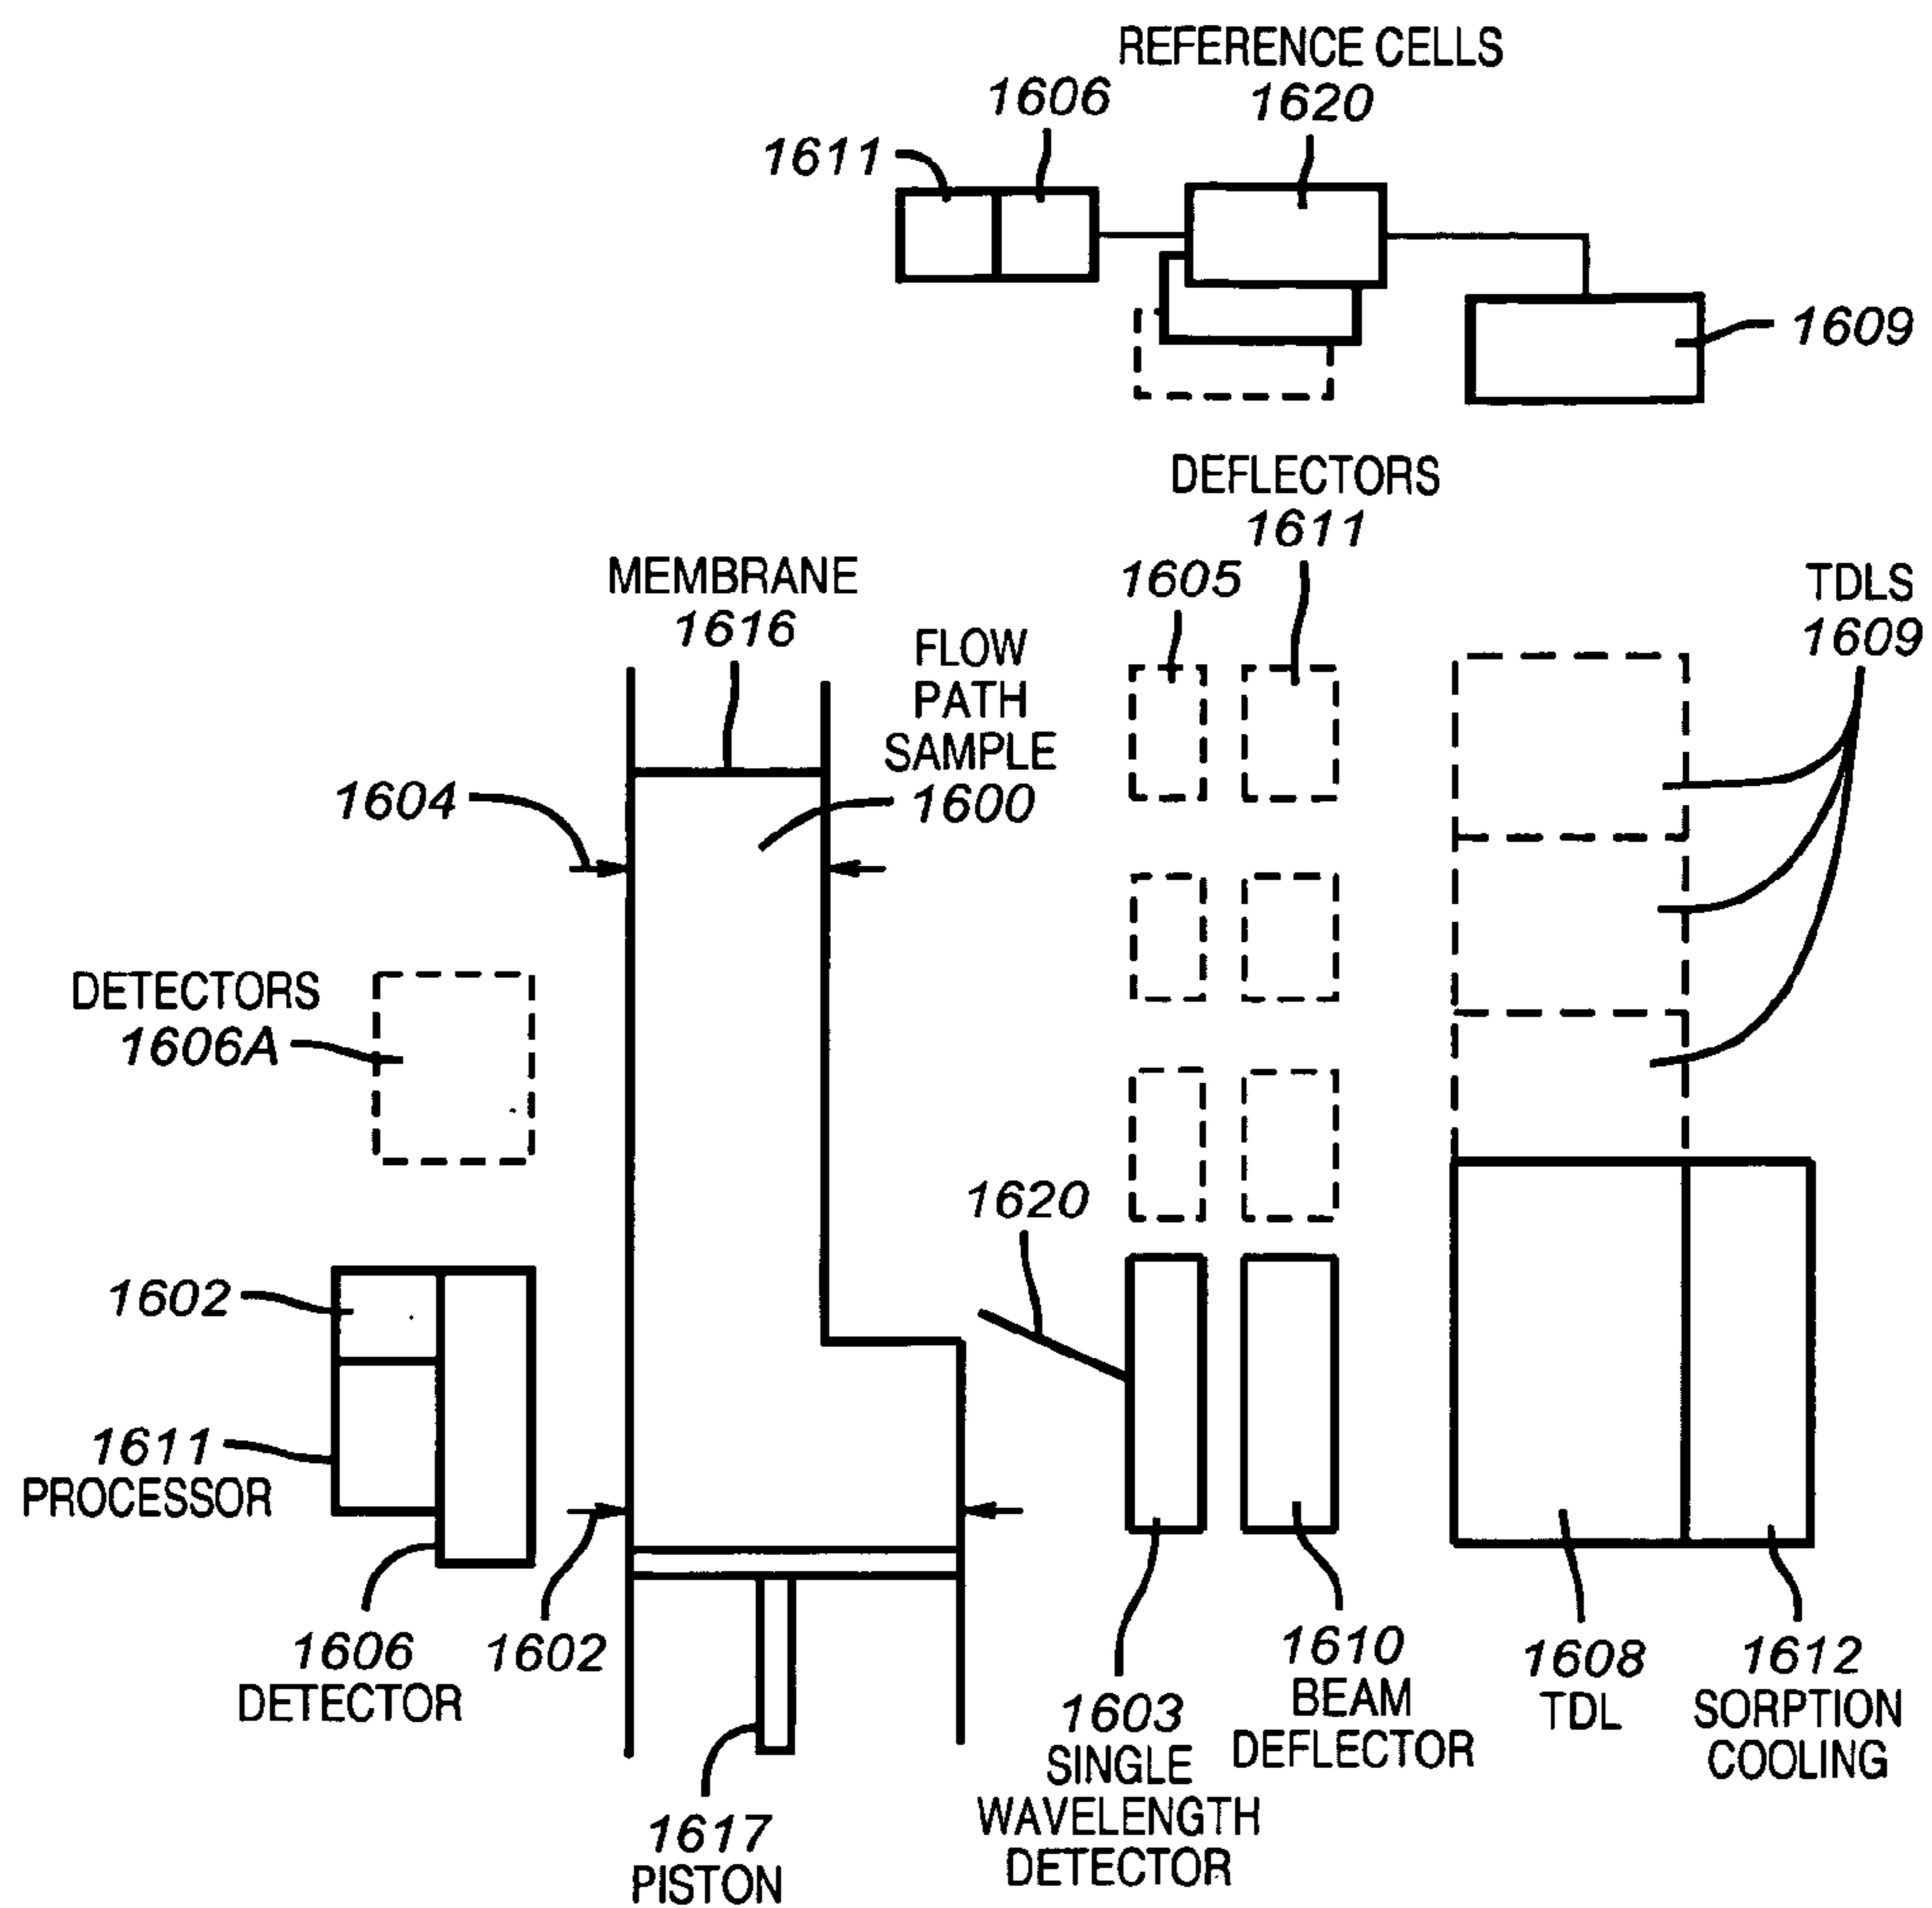 REFERENCE CELLS
1620
1606
1611
1609
DEFLECTORS
1611
1605
TDLS
1609
MEMBRANE
1616
FLOW
PATH
SAMPLE
1600
1604
DETECTORS
1606A
1620
1602
1611
PROCESSOR
1606
DETECTOR
1602
1617
PISTON
1603
SINGLE
WAVELENGTH
DETECTOR
1610
BEAM
DEFLECTOR
1608
TDL
1612
SORPTION
COOLING